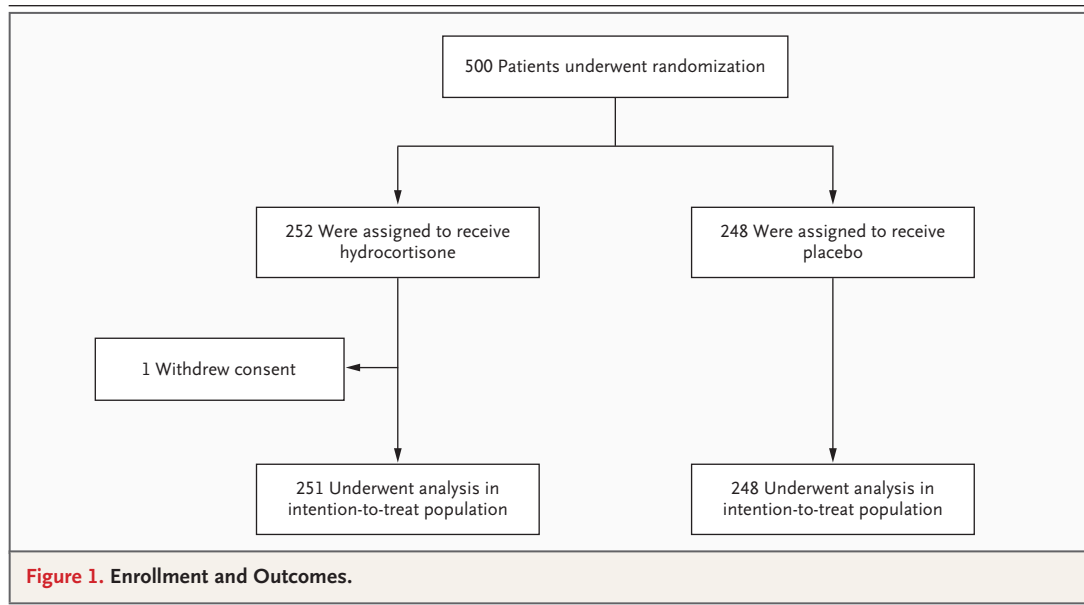 500 Patients underwent randomization
252 Were assigned to receive
hydrocortisone
248 Were assigned to receive
placebo
1 Withdrew consent
251 Underwent analysis in
intention-to-treat population
248 Underwent analysis in
intention-to-treat population
Figure 1. Enrollment and Outcomes.